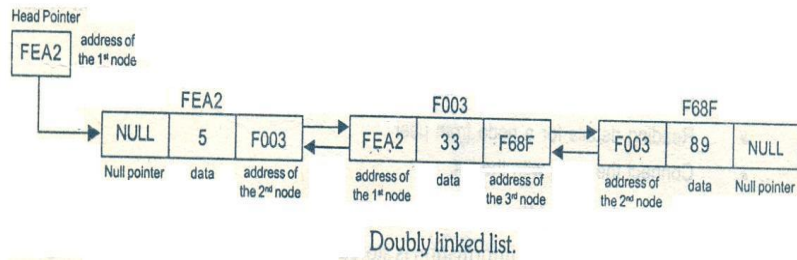 Head Pointer
FEA2
address of
the 1st node
FEA2
F003
F68F
NULL 5 F003
FEA2 33 F68F
F003 89 NULL
Null pointer
data
address of
the 2nd node
address of
the 1st node
data
address of
the 3rd node
address of
the 2nd node
data
Null pointer
Doubly linked list.